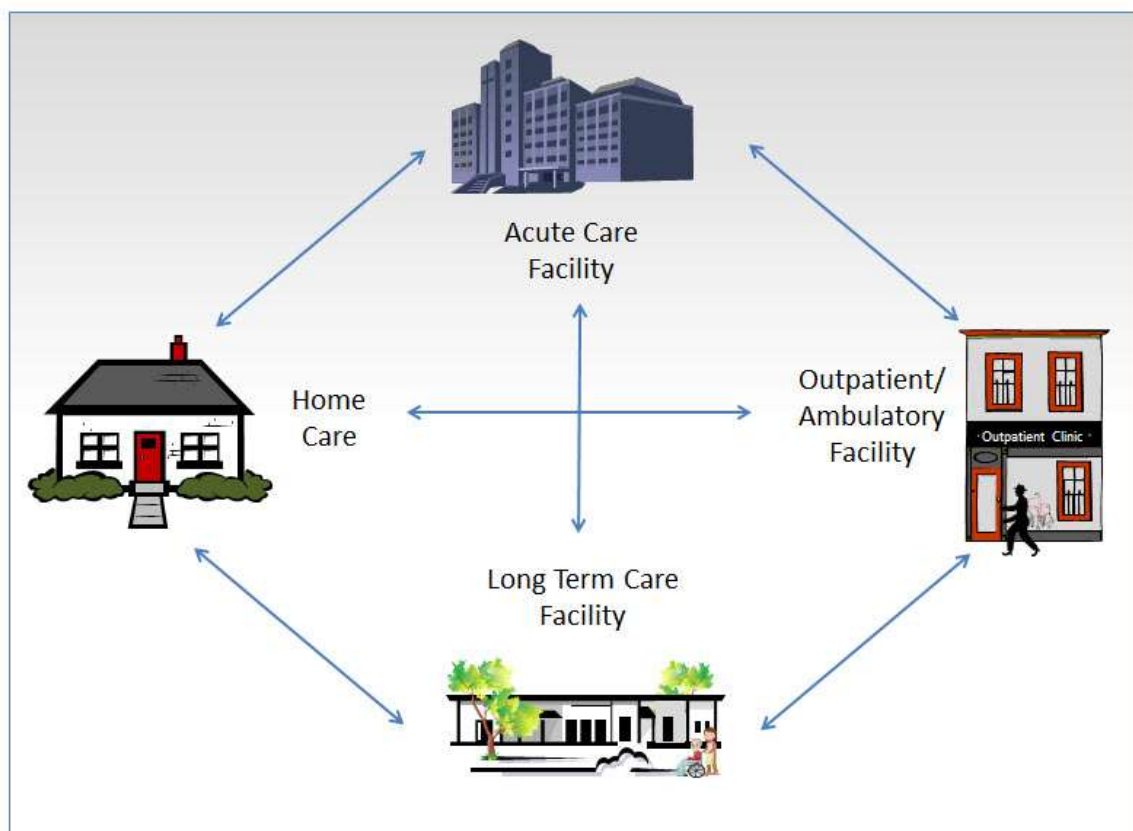 Acute Care
Facility
Home
Care
Outpatient/
Ambulatory
Facility
·Outpatient Clinic·
Long Term Care
Facility